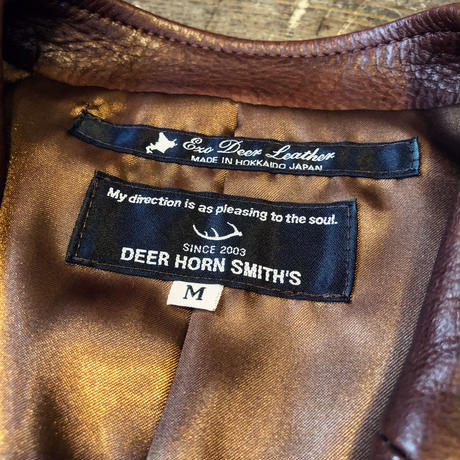 Ezo Deer Leather
MADE IN HOKKAIDO JAPAN
My direction is as pleasing to the soul.
SINCE 2003
DEER HORN SMITH'S
M